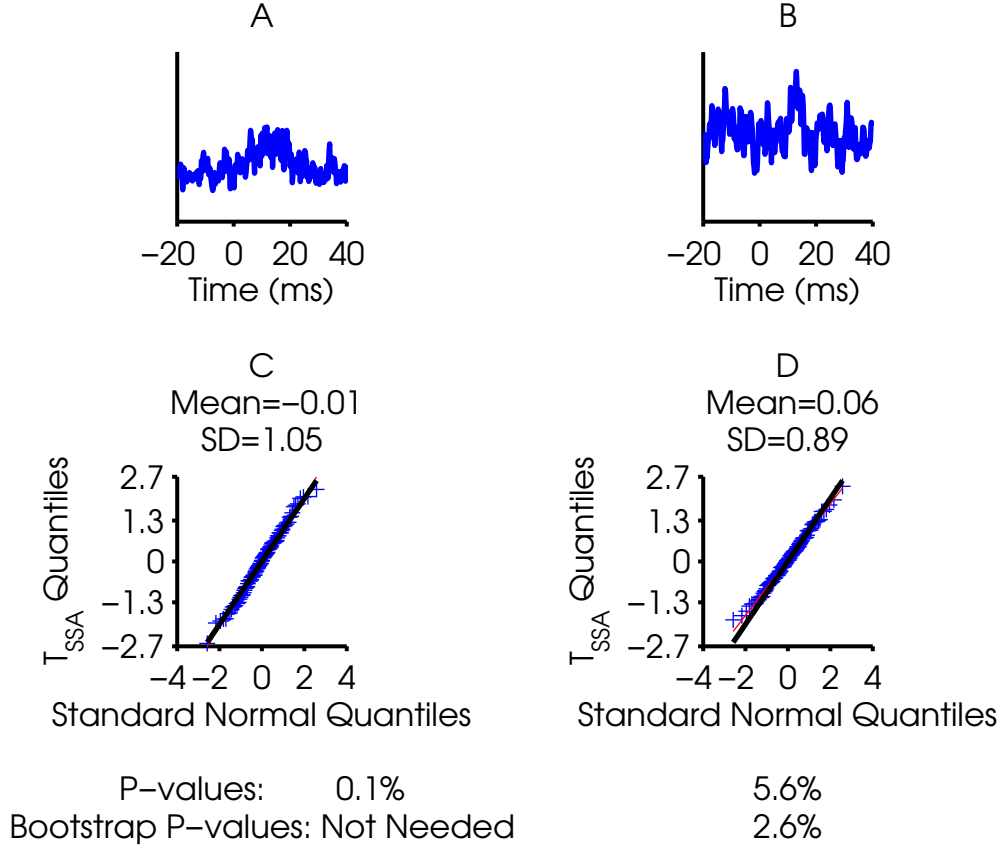 A
B
−20 0 20 40
Time (ms)
−20 0 20 40
Time (ms)
C
Mean=−0.01
SD=1.05
T_SSA Quantiles
2.7
1.3
0
−1.3
−2.7
−4 −2 0 2 4
Standard Normal Quantiles
D
Mean=0.06
SD=0.89
T_SSA Quantiles
2.7
1.3
0
−1.3
−2.7
−4 −2 0 2 4
Standard Normal Quantiles
P−values: 0.1% 5.6%
Bootstrap P−values: Not Needed 2.6%